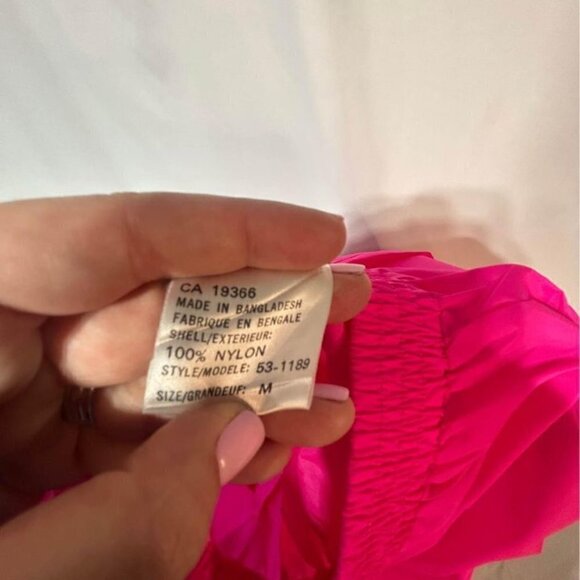 CA 19366
MADE IN BANGLADESH
FABRIQUE EN BENGALE
SHELL/EXTERIEUR:
100% NYLON
STYLE/MODELE: 53-1189
SIZE/GRANDEUR: M